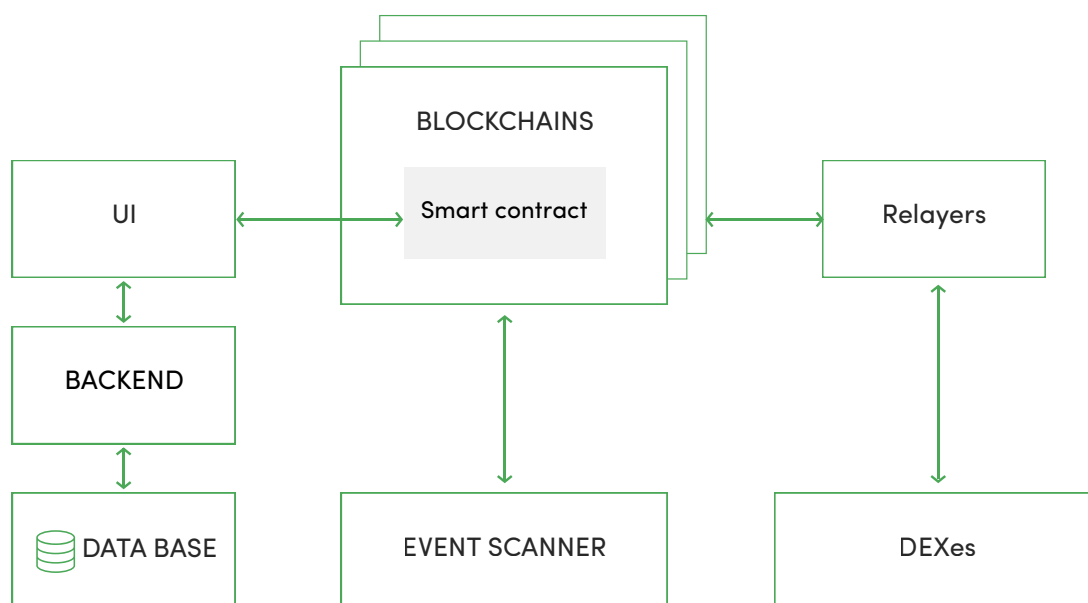 BLOCKCHAINS
UI
Smart contract
Relayers
BACKEND
DATA BASE
EVENT SCANNER
DEXes